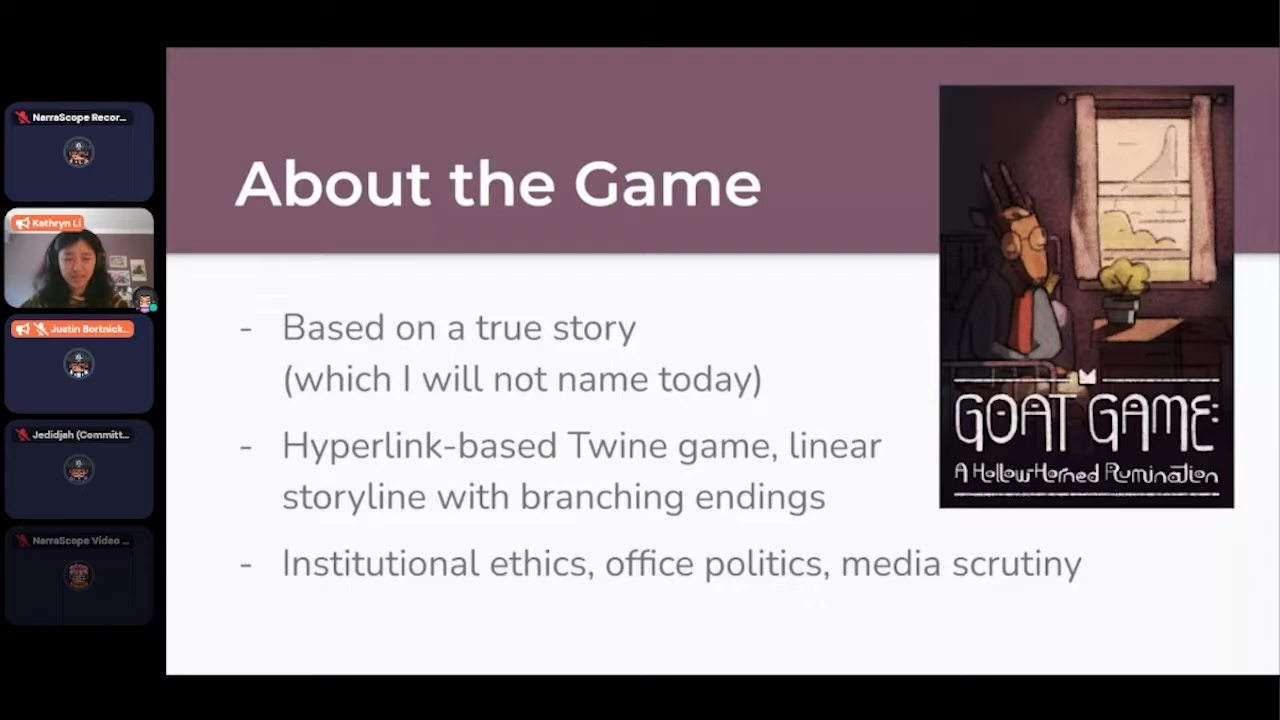 NarraScope Recor...
Kathryn Li
Justin Bortnick...
Jedidjah (Committ...
NarraScope Video ...
About the Game
- Based on a true story
(which I will not name today)
- Hyperlink-based Twine game, linear
storyline with branching endings
- Institutional ethics, office politics, media scrutiny
GOAT GAME:
A Hollow-Horned Rumination